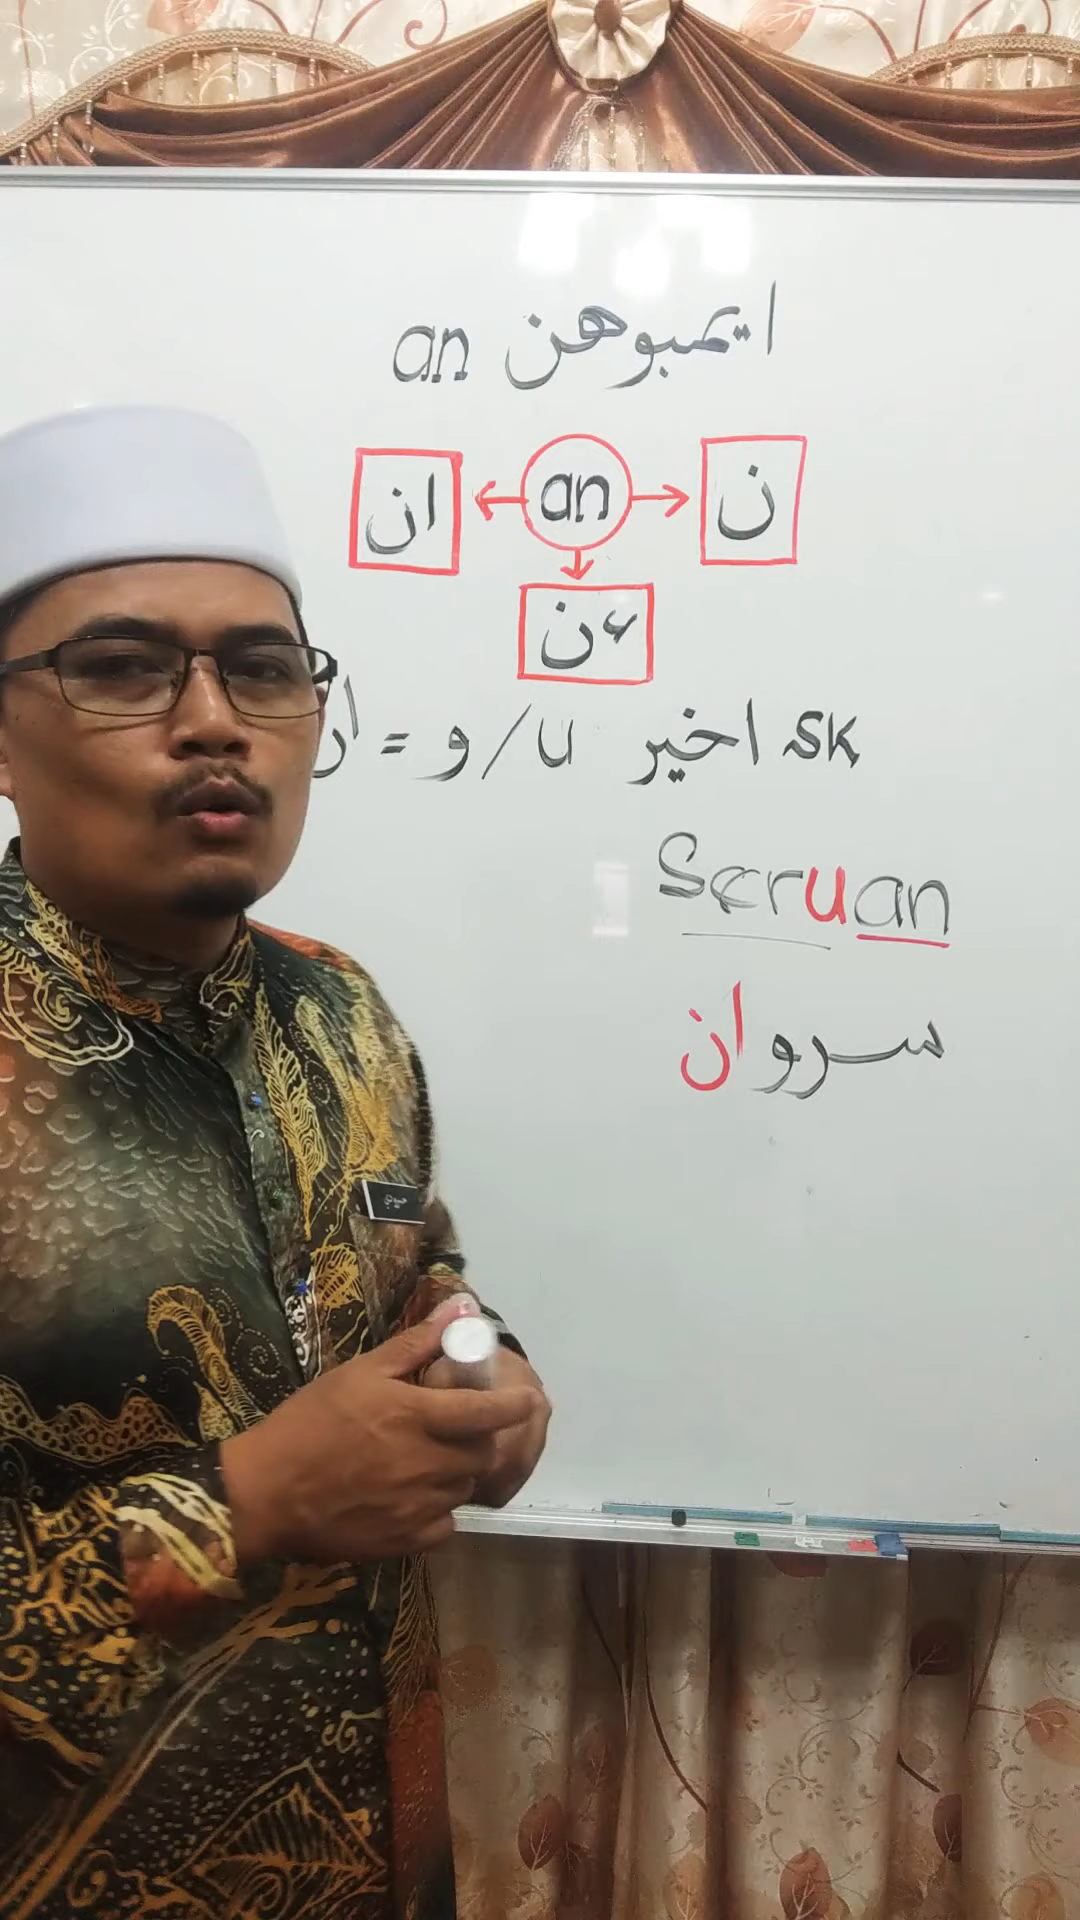 ايمبوهن an
ن an ان
ءن
sk اخير u/و = ان
Seruan
سروان